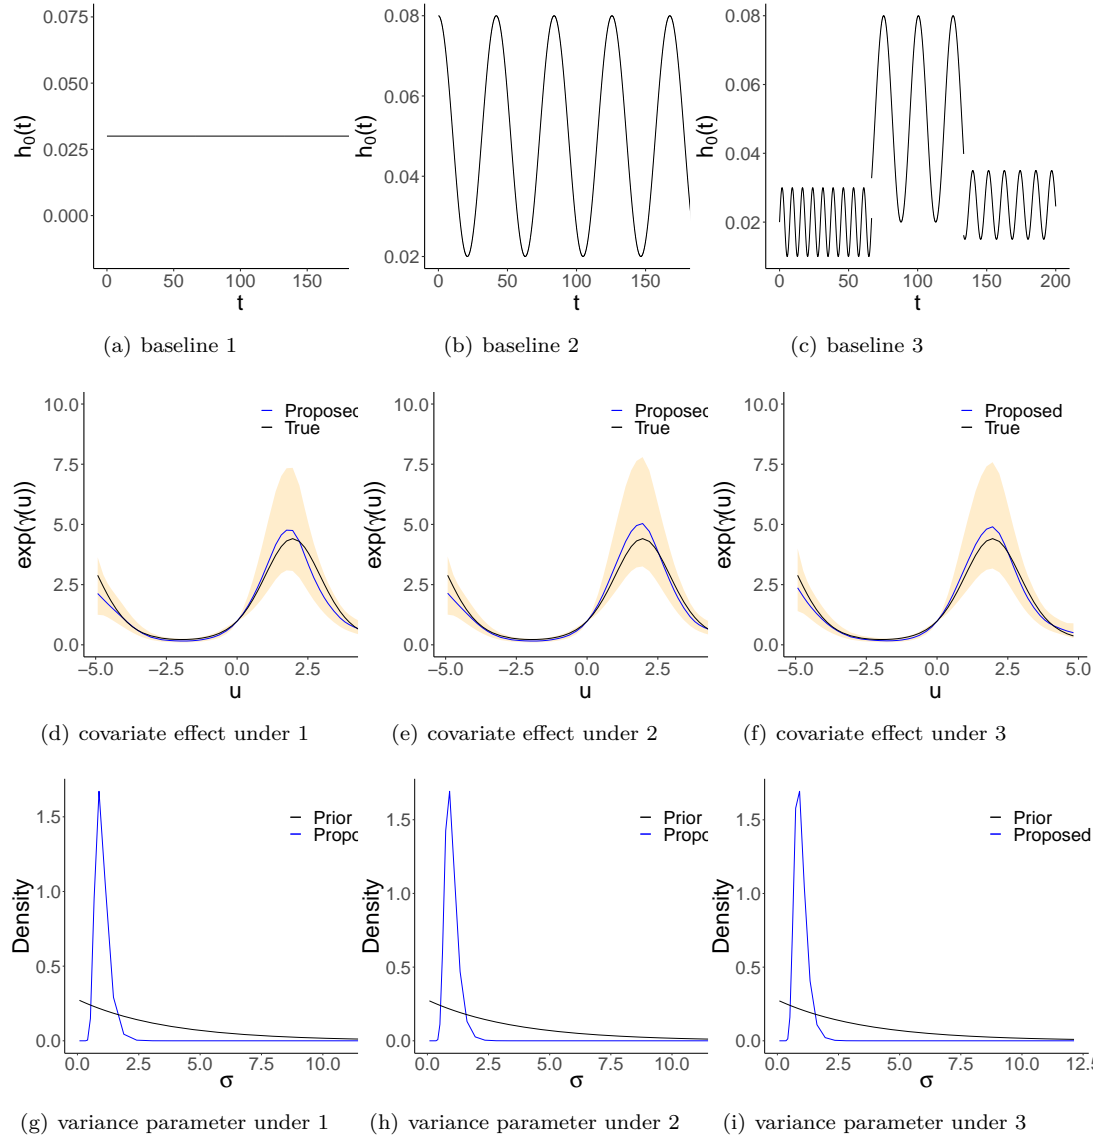 0.075
0.050
0.025
0.000
h₀(t)
0 50 100 150
t
(a) baseline 1
0.08
0.06
0.04
0.02
h₀(t)
0 50 100 150
t
(b) baseline 2
0.08
0.06
0.04
0.02
h₀(t)
0 50 100 150 200
t
(c) baseline 3
10.0
7.5
5.0
2.5
0.0
exp(γ(u))
Proposed
True
−5.0 −2.5 0.0 2.5
u
(d) covariate effect under 1
10.0
7.5
5.0
2.5
0.0
exp(γ(u))
Proposed
True
−5.0 −2.5 0.0 2.5
u
(e) covariate effect under 2
10.0
7.5
5.0
2.5
0.0
exp(γ(u))
Proposed
True
−5.0 −2.5 0.0 2.5 5.0
u
(f) covariate effect under 3
1.5
1.0
0.5
0.0
Density
Prior
Propo
0.0 2.5 5.0 7.5 10.0
σ
(g) variance parameter under 1
1.5
1.0
0.5
0.0
Density
Prior
Propo
0.0 2.5 5.0 7.5 10.0
σ
(h) variance parameter under 2
1.5
1.0
0.5
0.0
Density
Prior
Proposed
0.0 2.5 5.0 7.5 10.0 12.5
σ
(i) variance parameter under 3